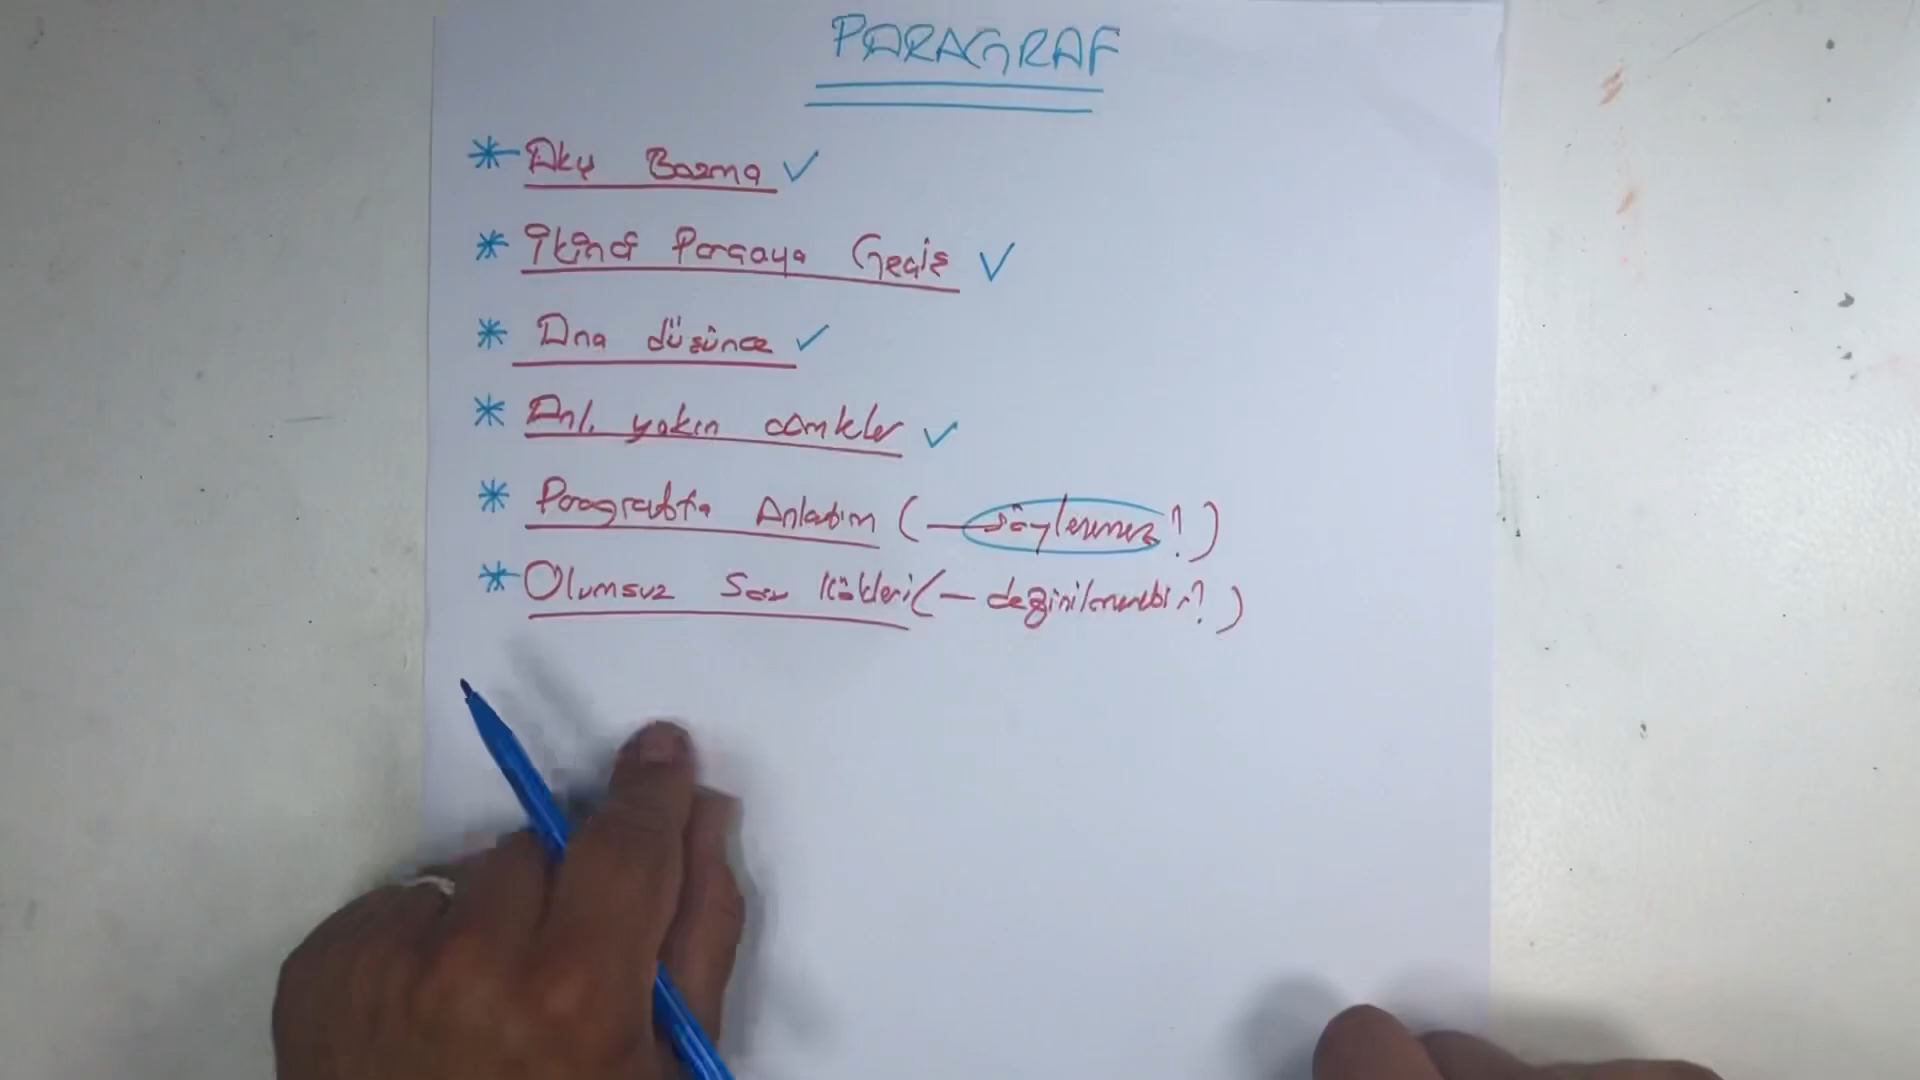 PARAGRAF
* Akış Bozma ✓
* İkinci Parçaya Geçiş ✓
* Ana düşünce ✓
* Anl. yakın cümleler ✓
* Paragrafta Anlatım (— söylenemez?)
* Olumsuz Soru Kökleri (— değinilmemiştir?)